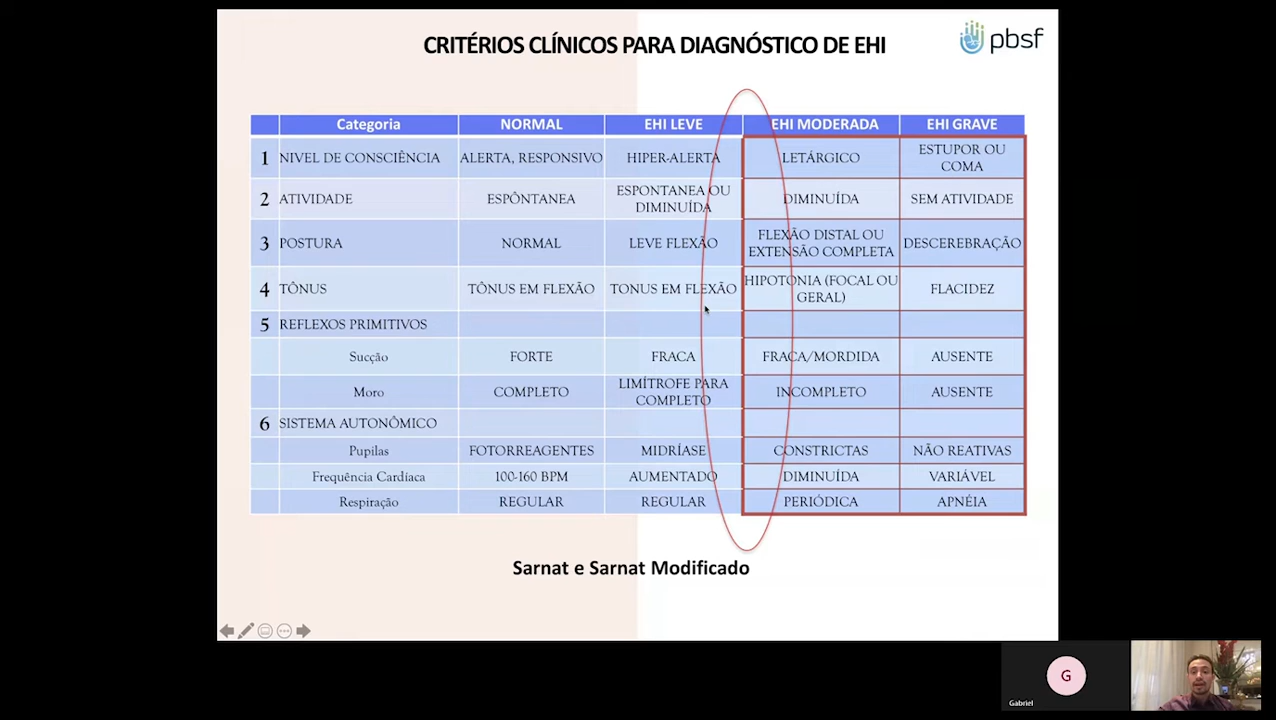 CRITÉRIOS CLÍNICOS PARA DIAGNÓSTICO DE EHI
pbsf
Categoria NORMAL EHI LEVE EHI MODERADA EHI GRAVE
1 NIVEL DE CONSCIÊNCIA ALERTA, RESPONSIVO HIPER-ALERTA LETÁRGICO ESTUPOR OU COMA
2 ATIVIDADE ESPÔNTANEA ESPONTANEA OU DIMINUÍDA DIMINUÍDA SEM ATIVIDADE
3 POSTURA NORMAL LEVE FLEXÃO FLEXÃO DISTAL OU EXTENSÃO COMPLETA DESCEREBRAÇÃO
4 TÔNUS TÔNUS EM FLEXÃO TONUS EM FLEXÃO HIPOTONIA (FOCAL OU GERAL) FLACIDEZ
5 REFLEXOS PRIMITIVOS
Sucção FORTE FRACA FRACA/MORDIDA AUSENTE
Moro COMPLETO LIMÍTROFE PARA COMPLETO INCOMPLETO AUSENTE
6 SISTEMA AUTONÔMICO
Pupilas FOTORREAGENTES MIDRÍASE CONSTRICTAS NÃO REATIVAS
Frequência Cardíaca 100-160 BPM AUMENTADO DIMINUÍDA VARIÁVEL
Respiração REGULAR REGULAR PERIÓDICA APNÉIA
Sarnat e Sarnat Modificado
G
Gabriel